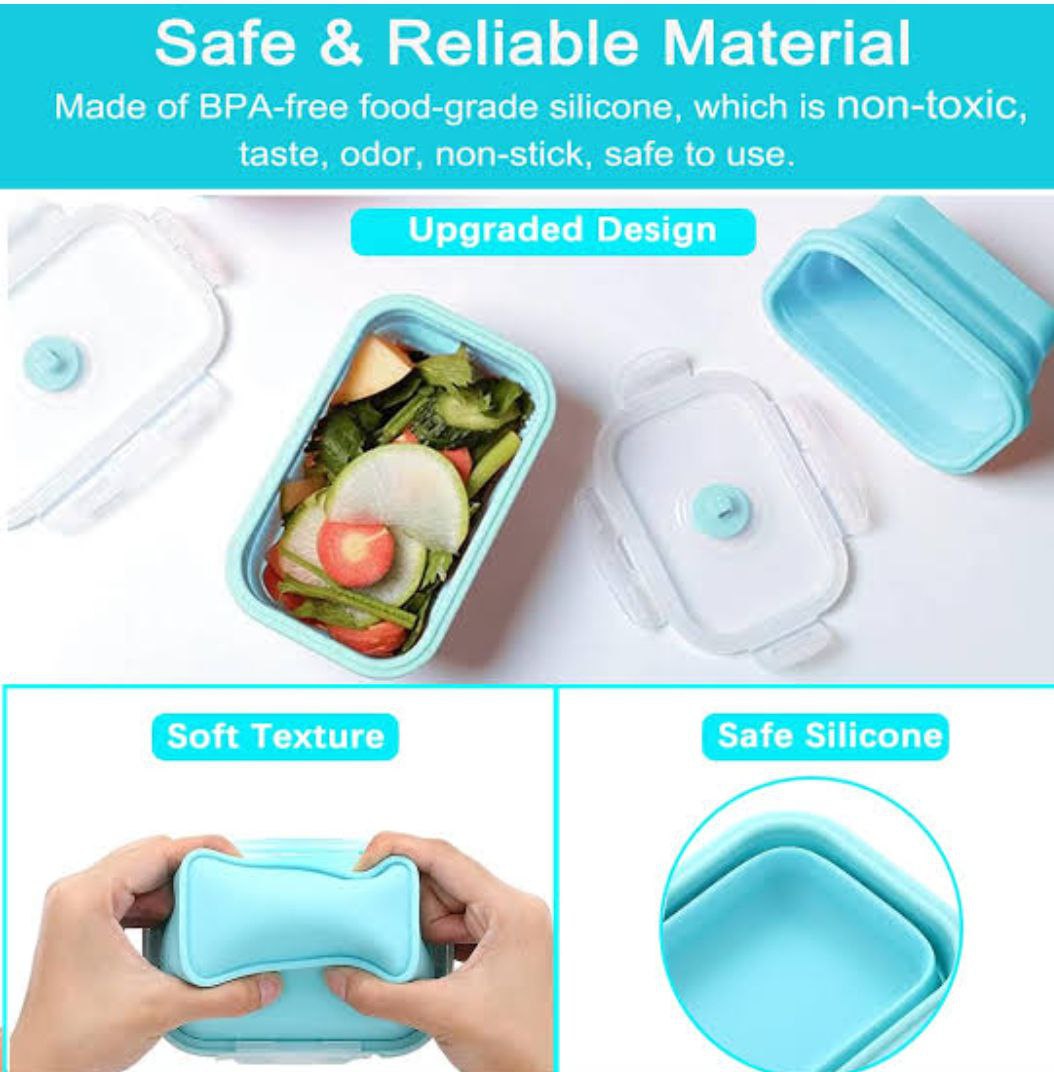 Safe & Reliable Material
Made of BPA-free food-grade silicone, which is non-toxic,
taste, odor, non-stick, safe to use.
Upgraded Design
Soft Texture
Safe Silicone